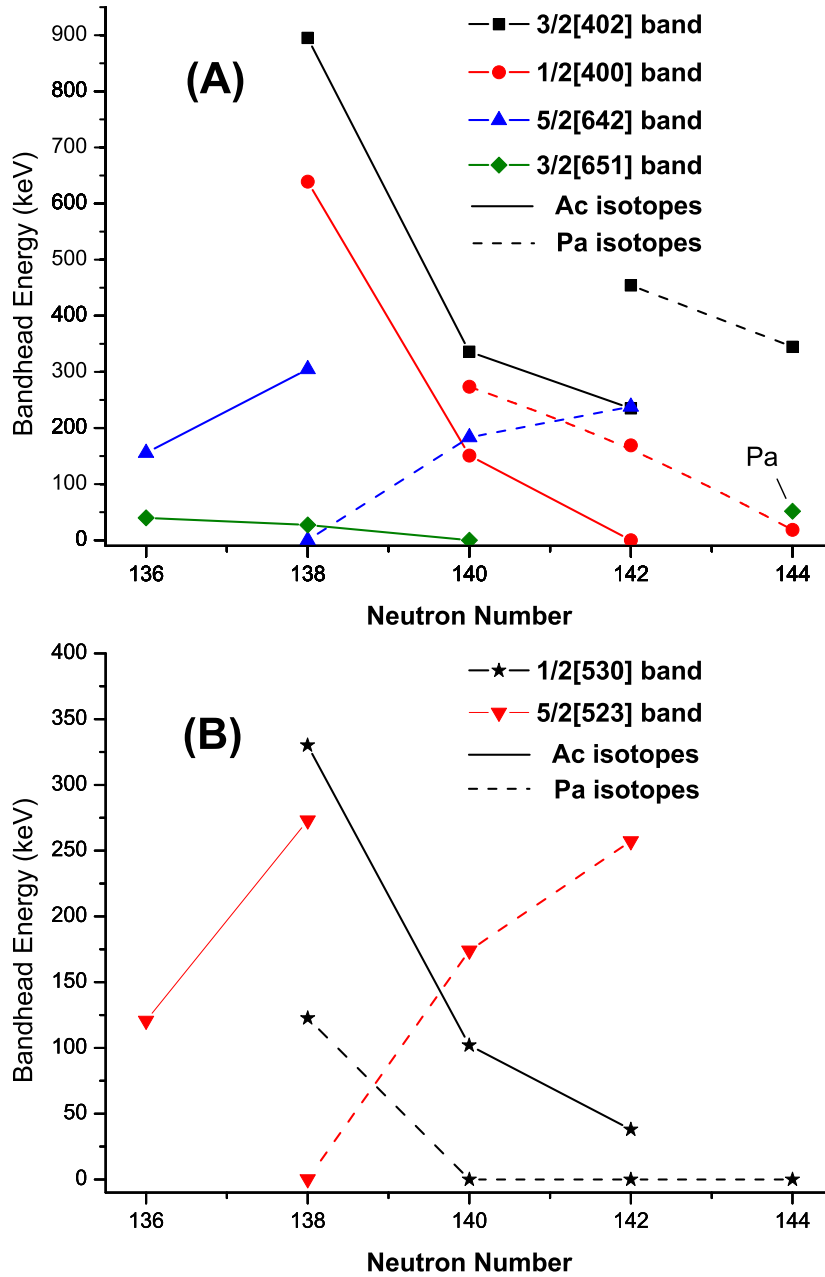 (A)
3/2[402] band
1/2[400] band
5/2[642] band
3/2[651] band
Ac isotopes
Pa isotopes
Pa
Bandhead Energy (keV)
900
800
700
600
500
400
300
200
100
0
136 138 140 142 144
Neutron Number
(B)
1/2[530] band
5/2[523] band
Ac isotopes
Pa isotopes
Bandhead Energy (keV)
400
350
300
250
200
150
100
50
0
136 138 140 142 144
Neutron Number